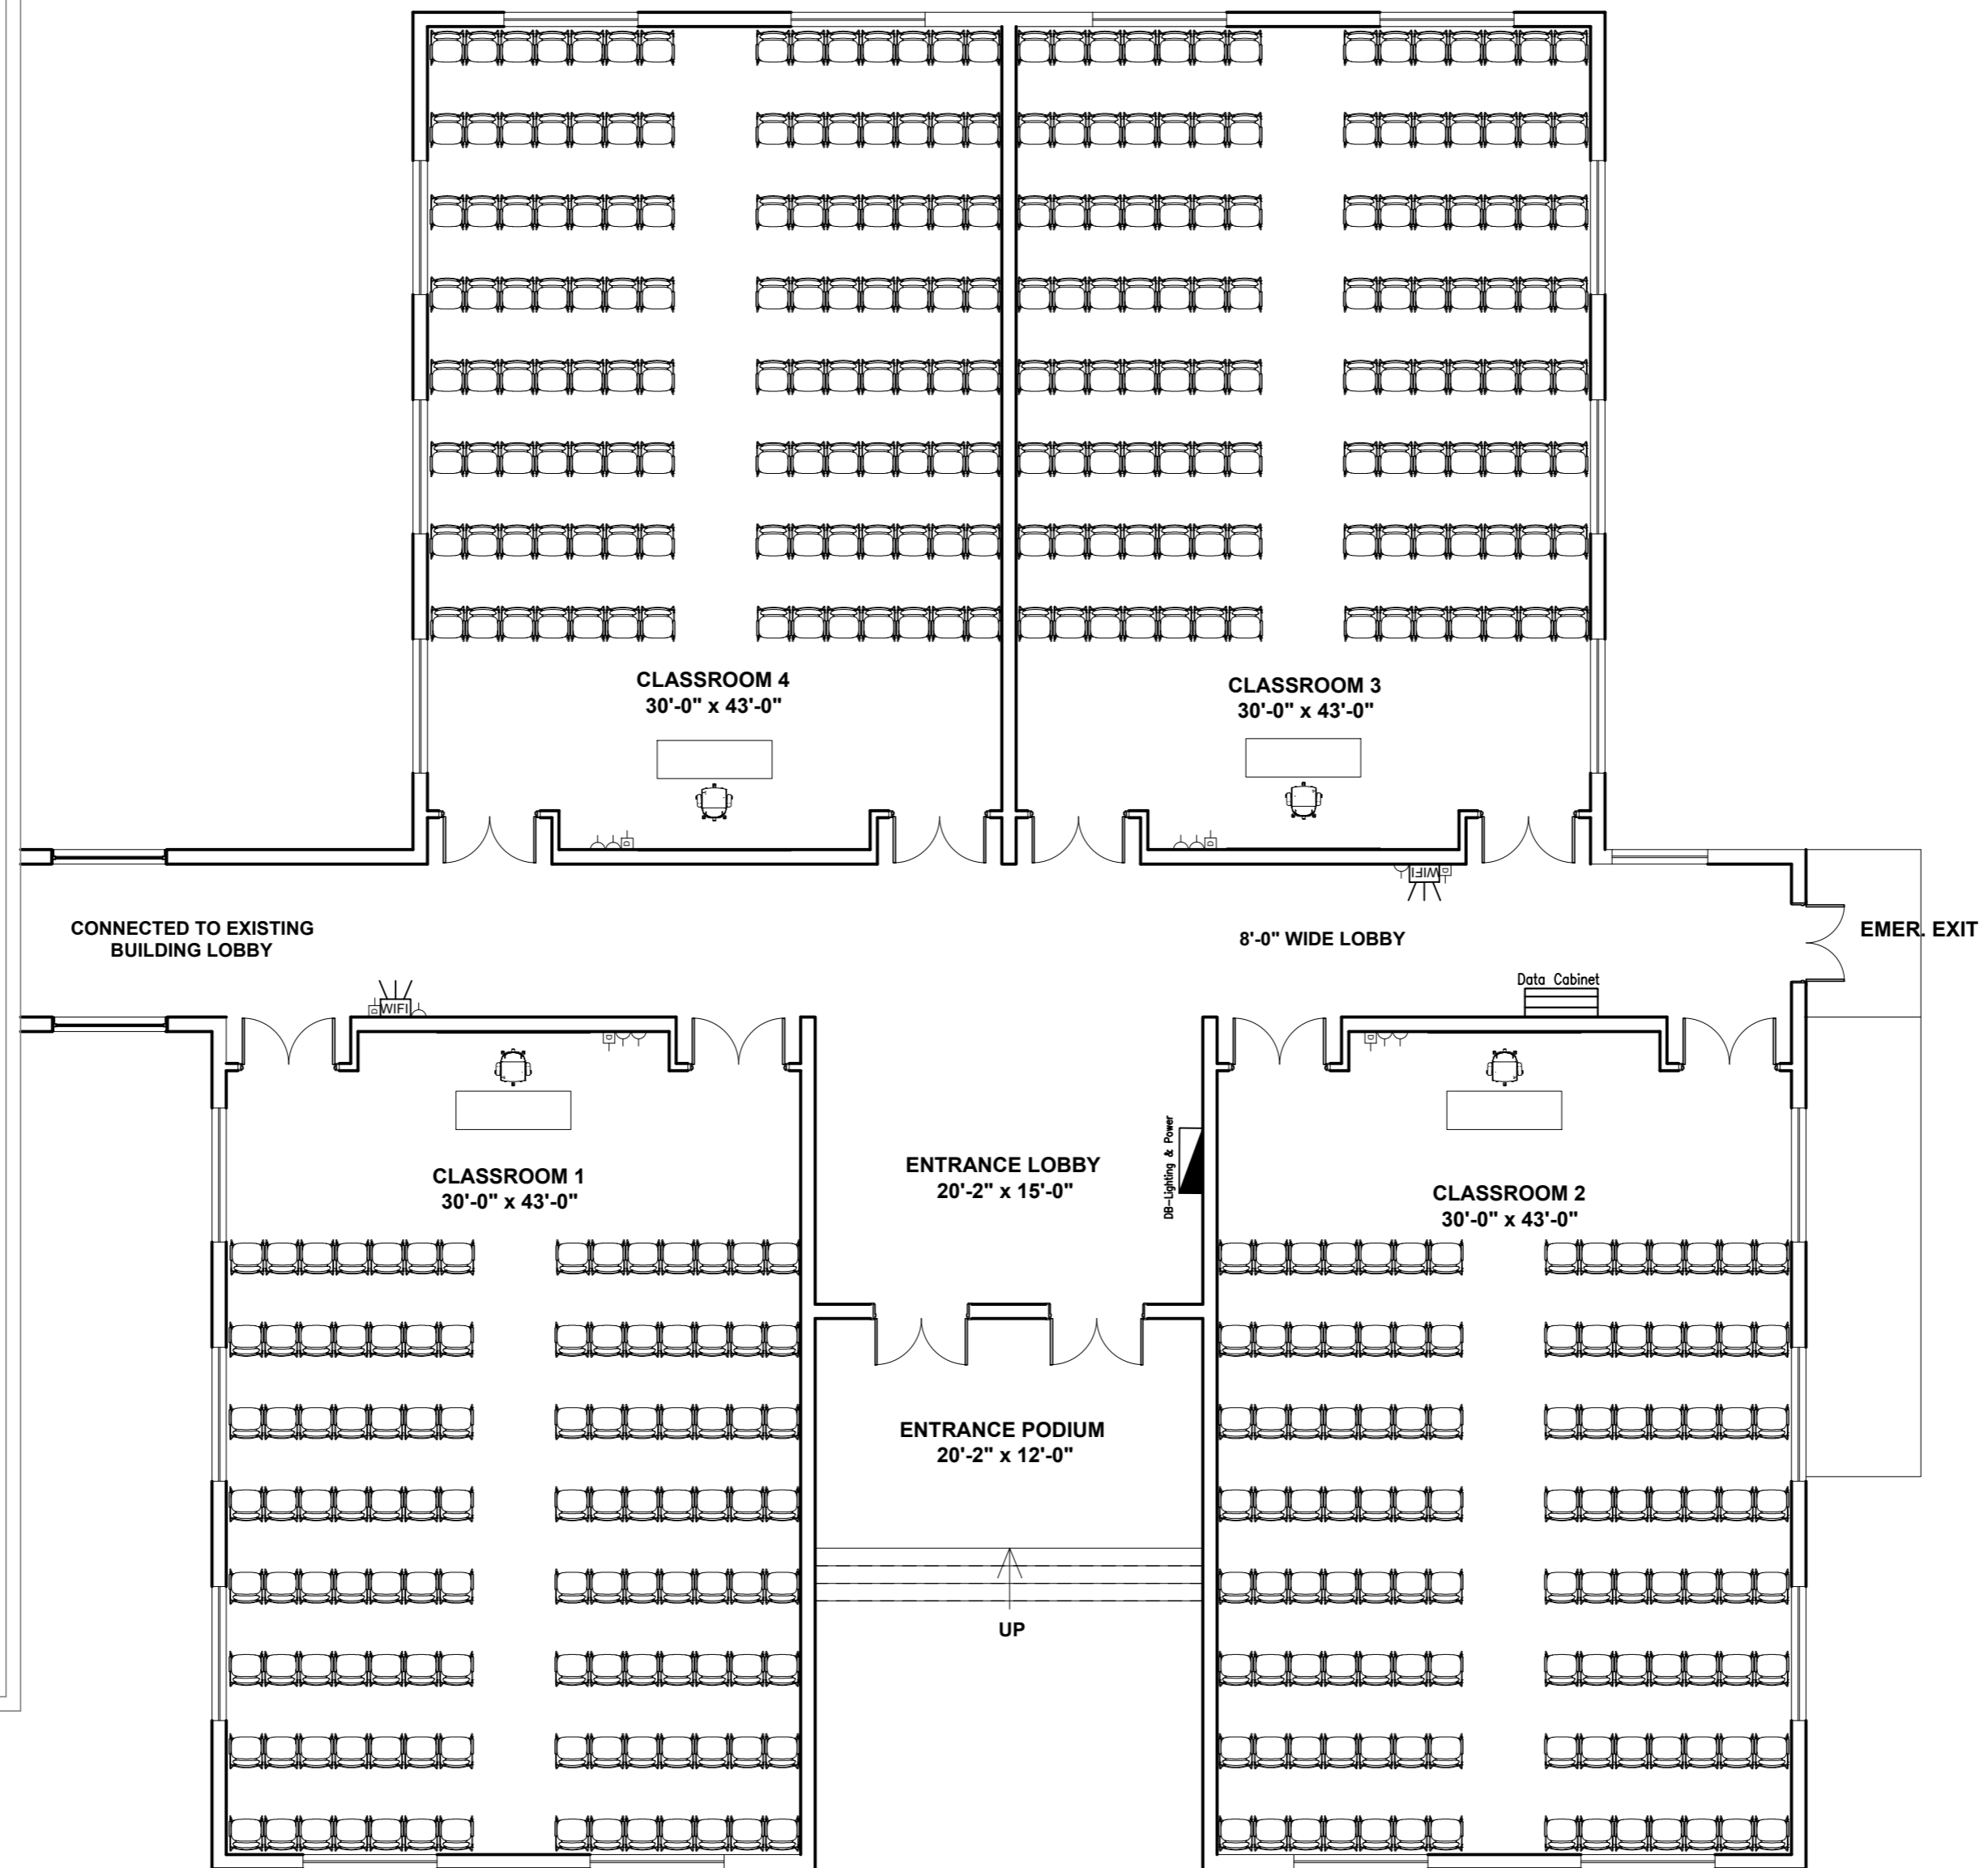 CLASSROOM 4
30'-0" x 43'-0"
CLASSROOM 3
30'-0" x 43'-0"
WIFI
D
D
D
CONNECTED TO EXISTING
BUILDING LOBBY
8'-0" WIDE LOBBY
EMER. EXIT
Data Cabinet
D
WIFI
D
D
DB-Lighting & Power
ENTRANCE LOBBY
20'-2" x 15'-0"
CLASSROOM 1
30'-0" x 43'-0"
CLASSROOM 2
30'-0" x 43'-0"
ENTRANCE PODIUM
20'-2" x 12'-0"
UP